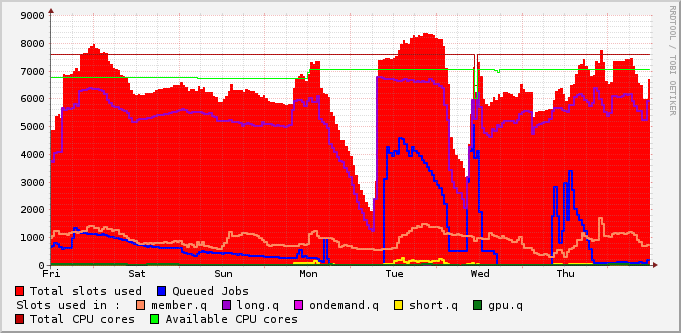 9000
8000
7000
6000
5000
4000
3000
2000
1000
0
Fri Sat Sun Mon Tue Wed Thu
Total slots used Queued Jobs
Slots used in : member.q long.q ondemand.q short.q gpu.q
Total CPU cores Available CPU cores
RRDTOOL / TOBI OETIKER